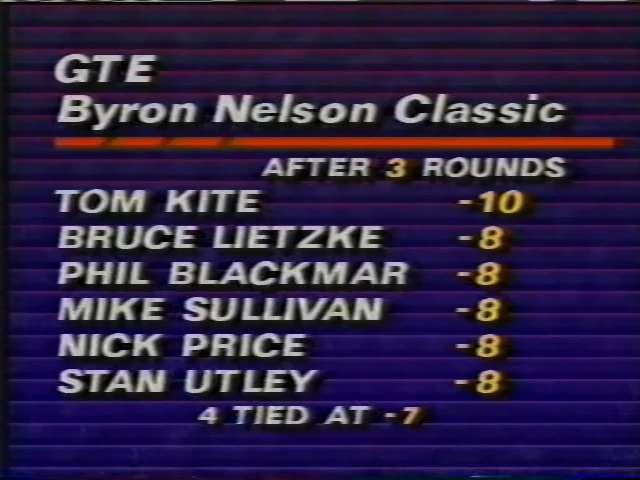 GTE
Byron Nelson Classic
AFTER 3 ROUNDS
TOM KITE -10
BRUCE LIETZKE -8
PHIL BLACKMAR -8
MIKE SULLIVAN -8
NICK PRICE -8
STAN UTLEY -8
4 TIED AT -7